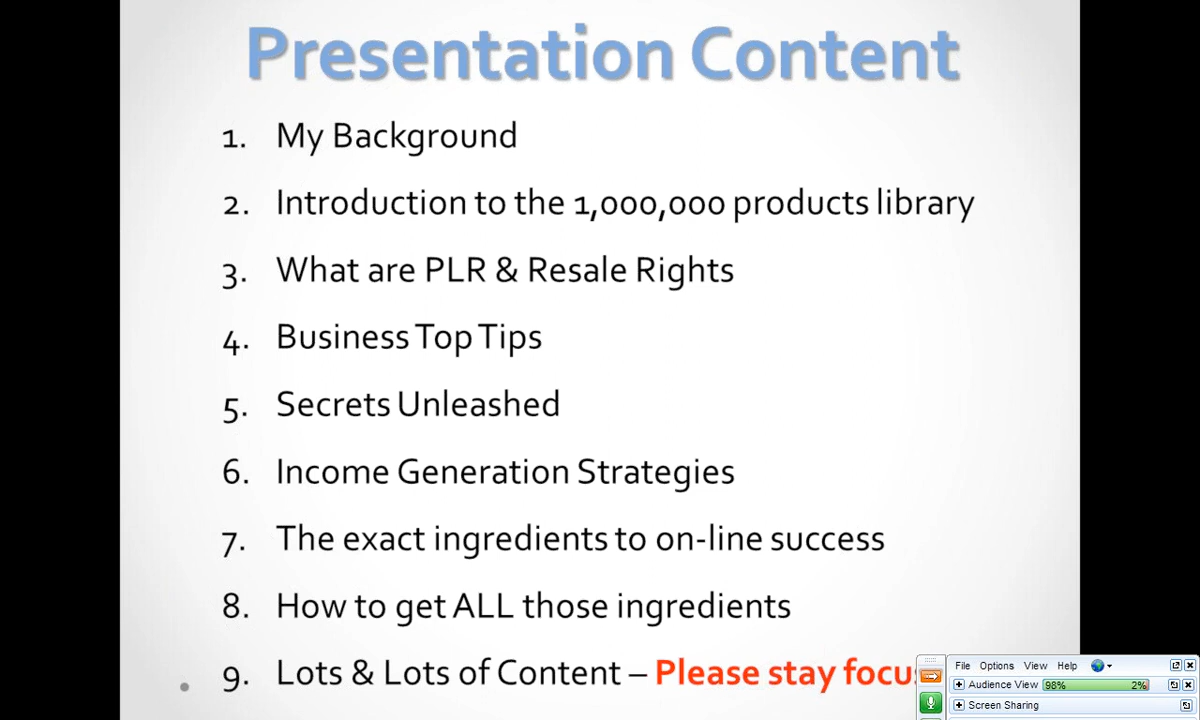 Presentation Content
1. My Background
2. Introduction to the 1,000,000 products library
3. What are PLR & Resale Rights
4. Business Top Tips
5. Secrets Unleashed
6. Income Generation Strategies
7. The exact ingredients to on-line success
8. How to get ALL those ingredients
9. Lots & Lots of Content – Please stay focu
File Options View Help
Audience View 98% 2%
Screen Sharing